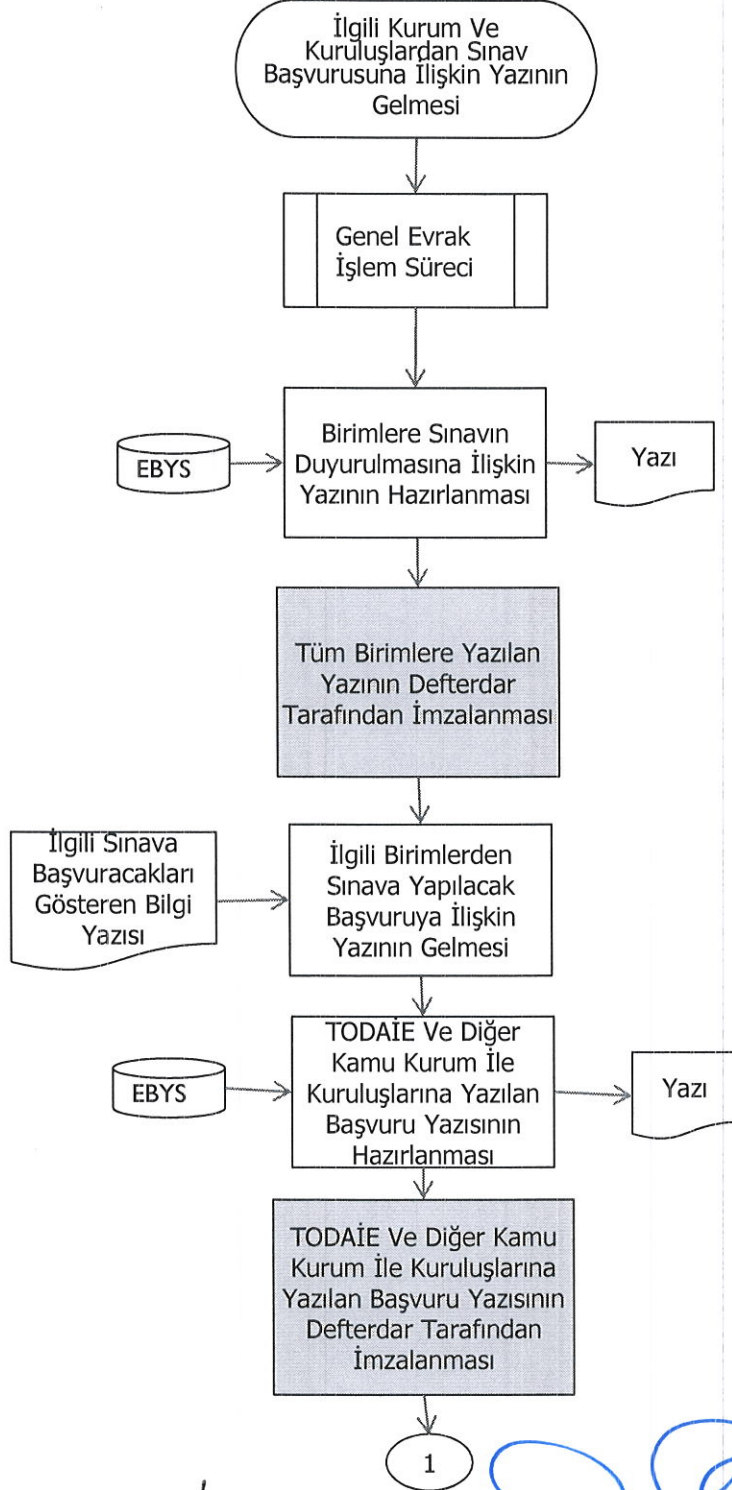 İlgili Kurum Ve
Kuruluşlardan Sınav
Başvurusuna İlişkin Yazının
Gelmesi
Genel Evrak
İşlem Süreci
EBYS
Birimlere Sınavın
Duyurulmasına İlişkin
Yazının Hazırlanması
Yazı
Tüm Birimlere Yazılan
Yazının Defterdar
Tarafından İmzalanması
İlgili Sınava
Başvuracakları
Gösteren Bilgi
Yazısı
İlgili Birimlerden
Sınava Yapılacak
Başvuruya İlişkin
Yazının Gelmesi
EBYS
TODAİE Ve Diğer
Kamu Kurum İle
Kuruluşlarına Yazılan
Başvuru Yazısının
Hazırlanması
Yazı
TODAİE Ve Diğer Kamu
Kurum İle Kuruluşlarına
Yazılan Başvuru Yazısının
Defterdar Tarafından
İmzalanması
1